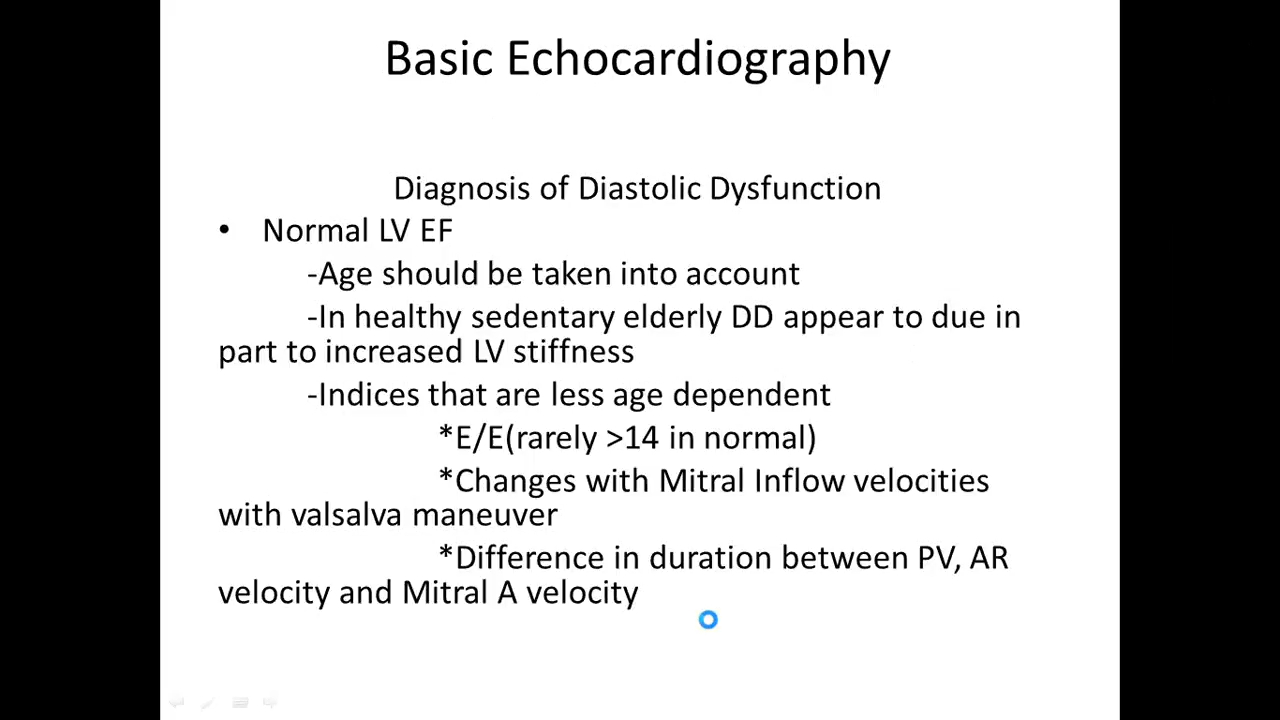 Basic Echocardiography
Diagnosis of Diastolic Dysfunction
• Normal LV EF
-Age should be taken into account
-In healthy sedentary elderly DD appear to due in
part to increased LV stiffness
-Indices that are less age dependent
*E/E(rarely >14 in normal)
*Changes with Mitral Inflow velocities
with valsalva maneuver
*Difference in duration between PV, AR
velocity and Mitral A velocity